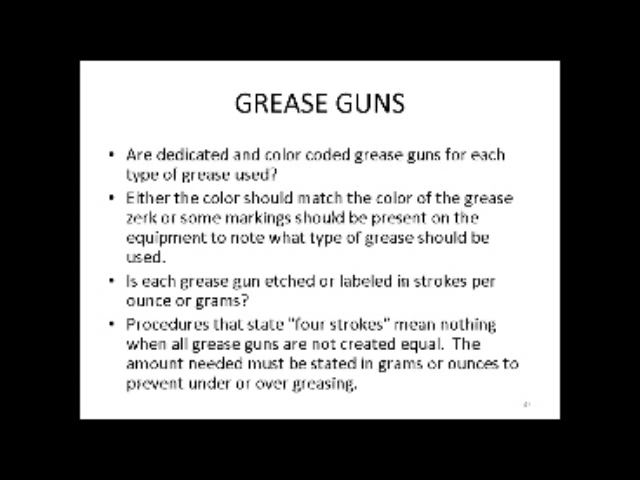 GREASE GUNS
• Are dedicated and color coded grease guns for each
type of grease used?
• Either the color should match the color of the grease
zerk or some markings should be present on the
equipment to note what type of grease should be
used.
• Is each grease gun etched or labeled in strokes per
ounce or grams?
• Procedures that state "four strokes" mean nothing
when all grease guns are not created equal.  The
amount needed must be stated in grams or ounces to
prevent under or over greasing.